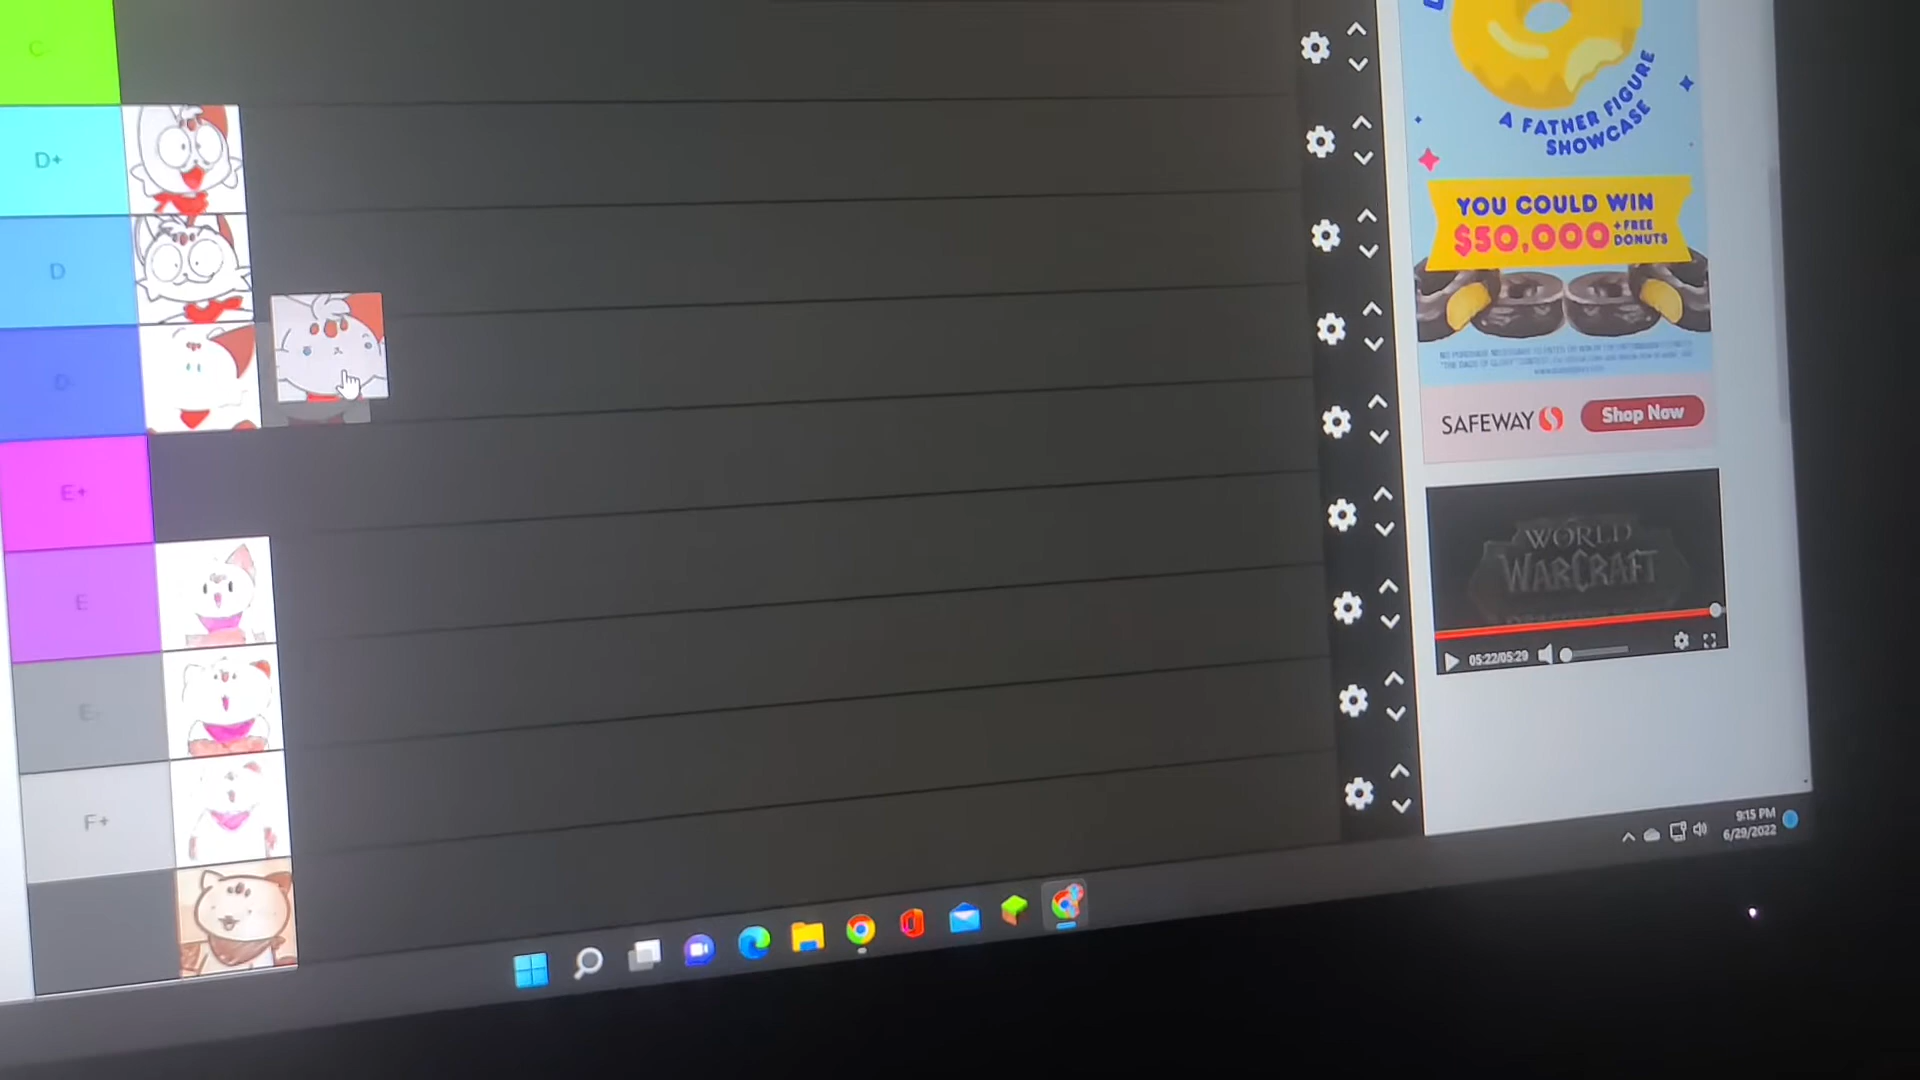 C
D+
D
D-
E+
E
E-
F+
A FATHER FIGURE
SHOWCASE
YOU COULD WIN
$50,000 +FREE DONUTS
SAFEWAY Shop Now
WORLD
WARCRAFT
05:22/05:29
9:15 PM
6/29/2022